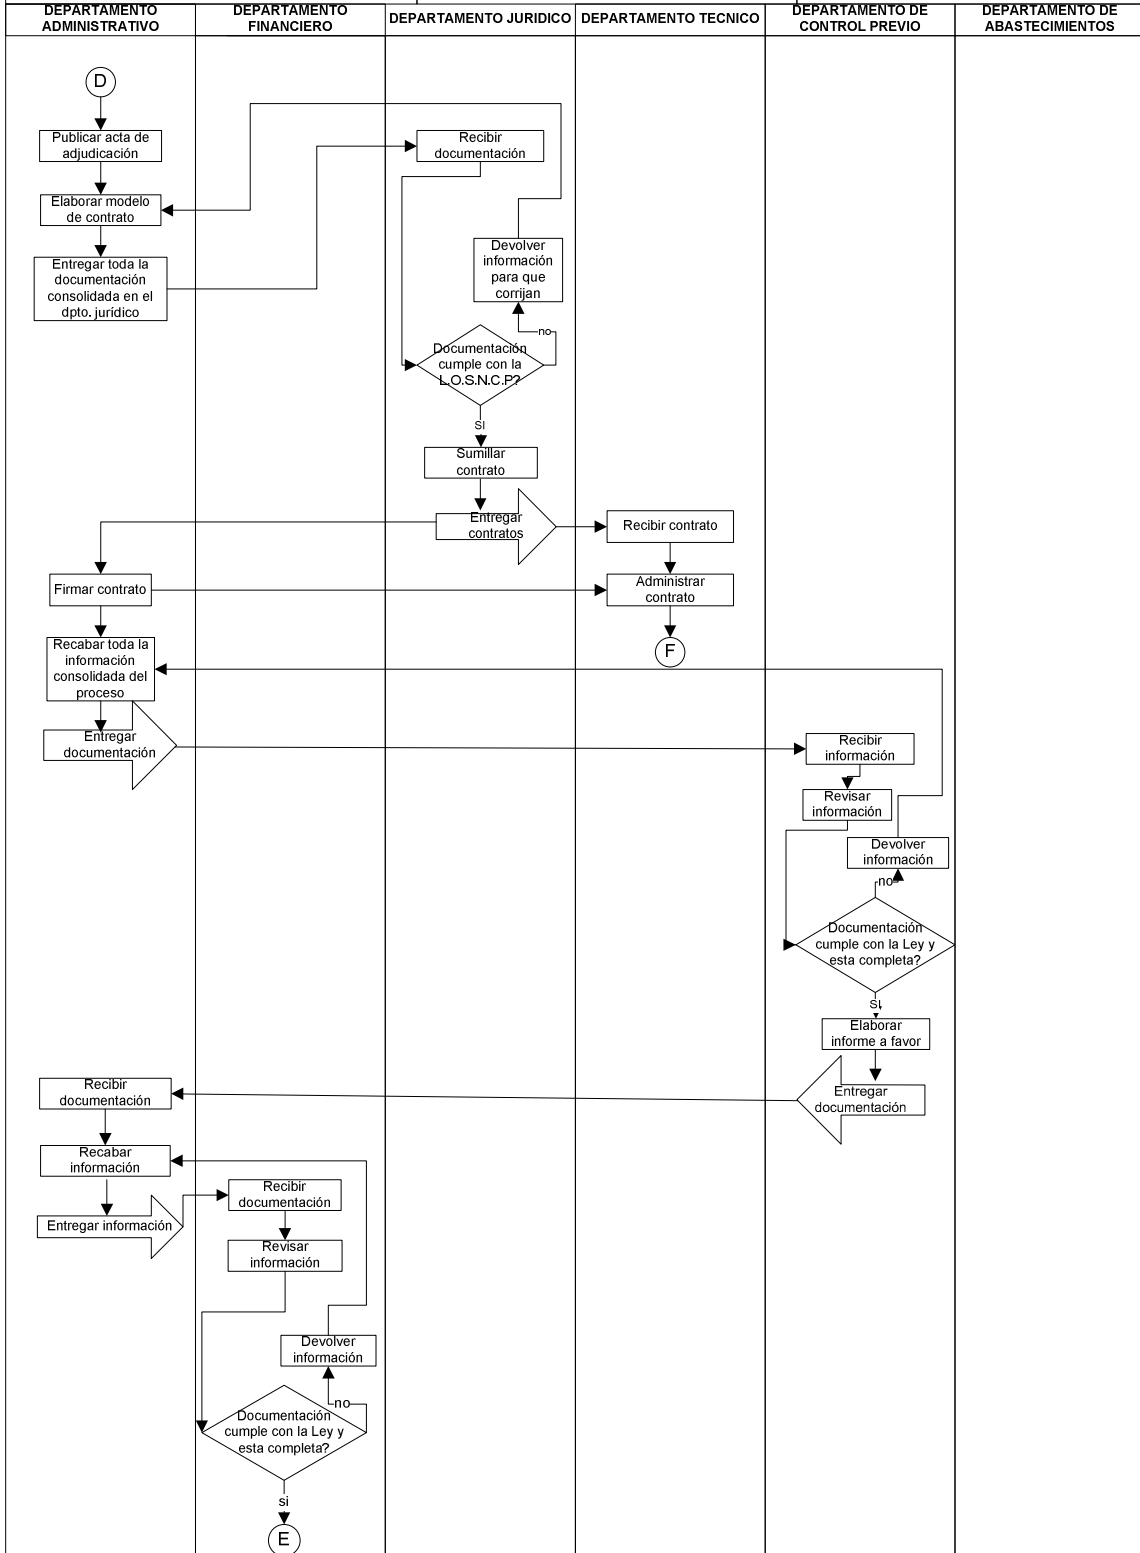 DEPARTAMENTO
ADMINISTRATIVO
DEPARTAMENTO
FINANCIERO
DEPARTAMENTO JURIDICO
DEPARTAMENTO TECNICO
DEPARTAMENTO DE
CONTROL PREVIO
DEPARTAMENTO DE
ABASTECIMIENTOS
D
Publicar acta de
adjudicación
Recibir
documentación
Elaborar modelo
de contrato
Devolver
información
para que
corrijan
Entregar toda la
documentación
consolidada en el
dpto. jurídico
no
Documentación
cumple con la
L.O.S.N.C.P?
SI
Sumillar
contrato
Entregar
contratos
Recibir contrato
Firmar contrato
Administrar
contrato
F
Recabar toda la
información
consolidada del
proceso
Entregar
documentación
Recibir
información
Revisar
información
Devolver
información
no
Documentación
cumple con la Ley y
esta completa?
SI
Elaborar
informe a favor
Entregar
documentación
Recibir
documentación
Recabar
información
Entregar información
Recibir
documentación
Revisar
información
Devolver
información
no
Documentación
cumple con la Ley y
esta completa?
si
E